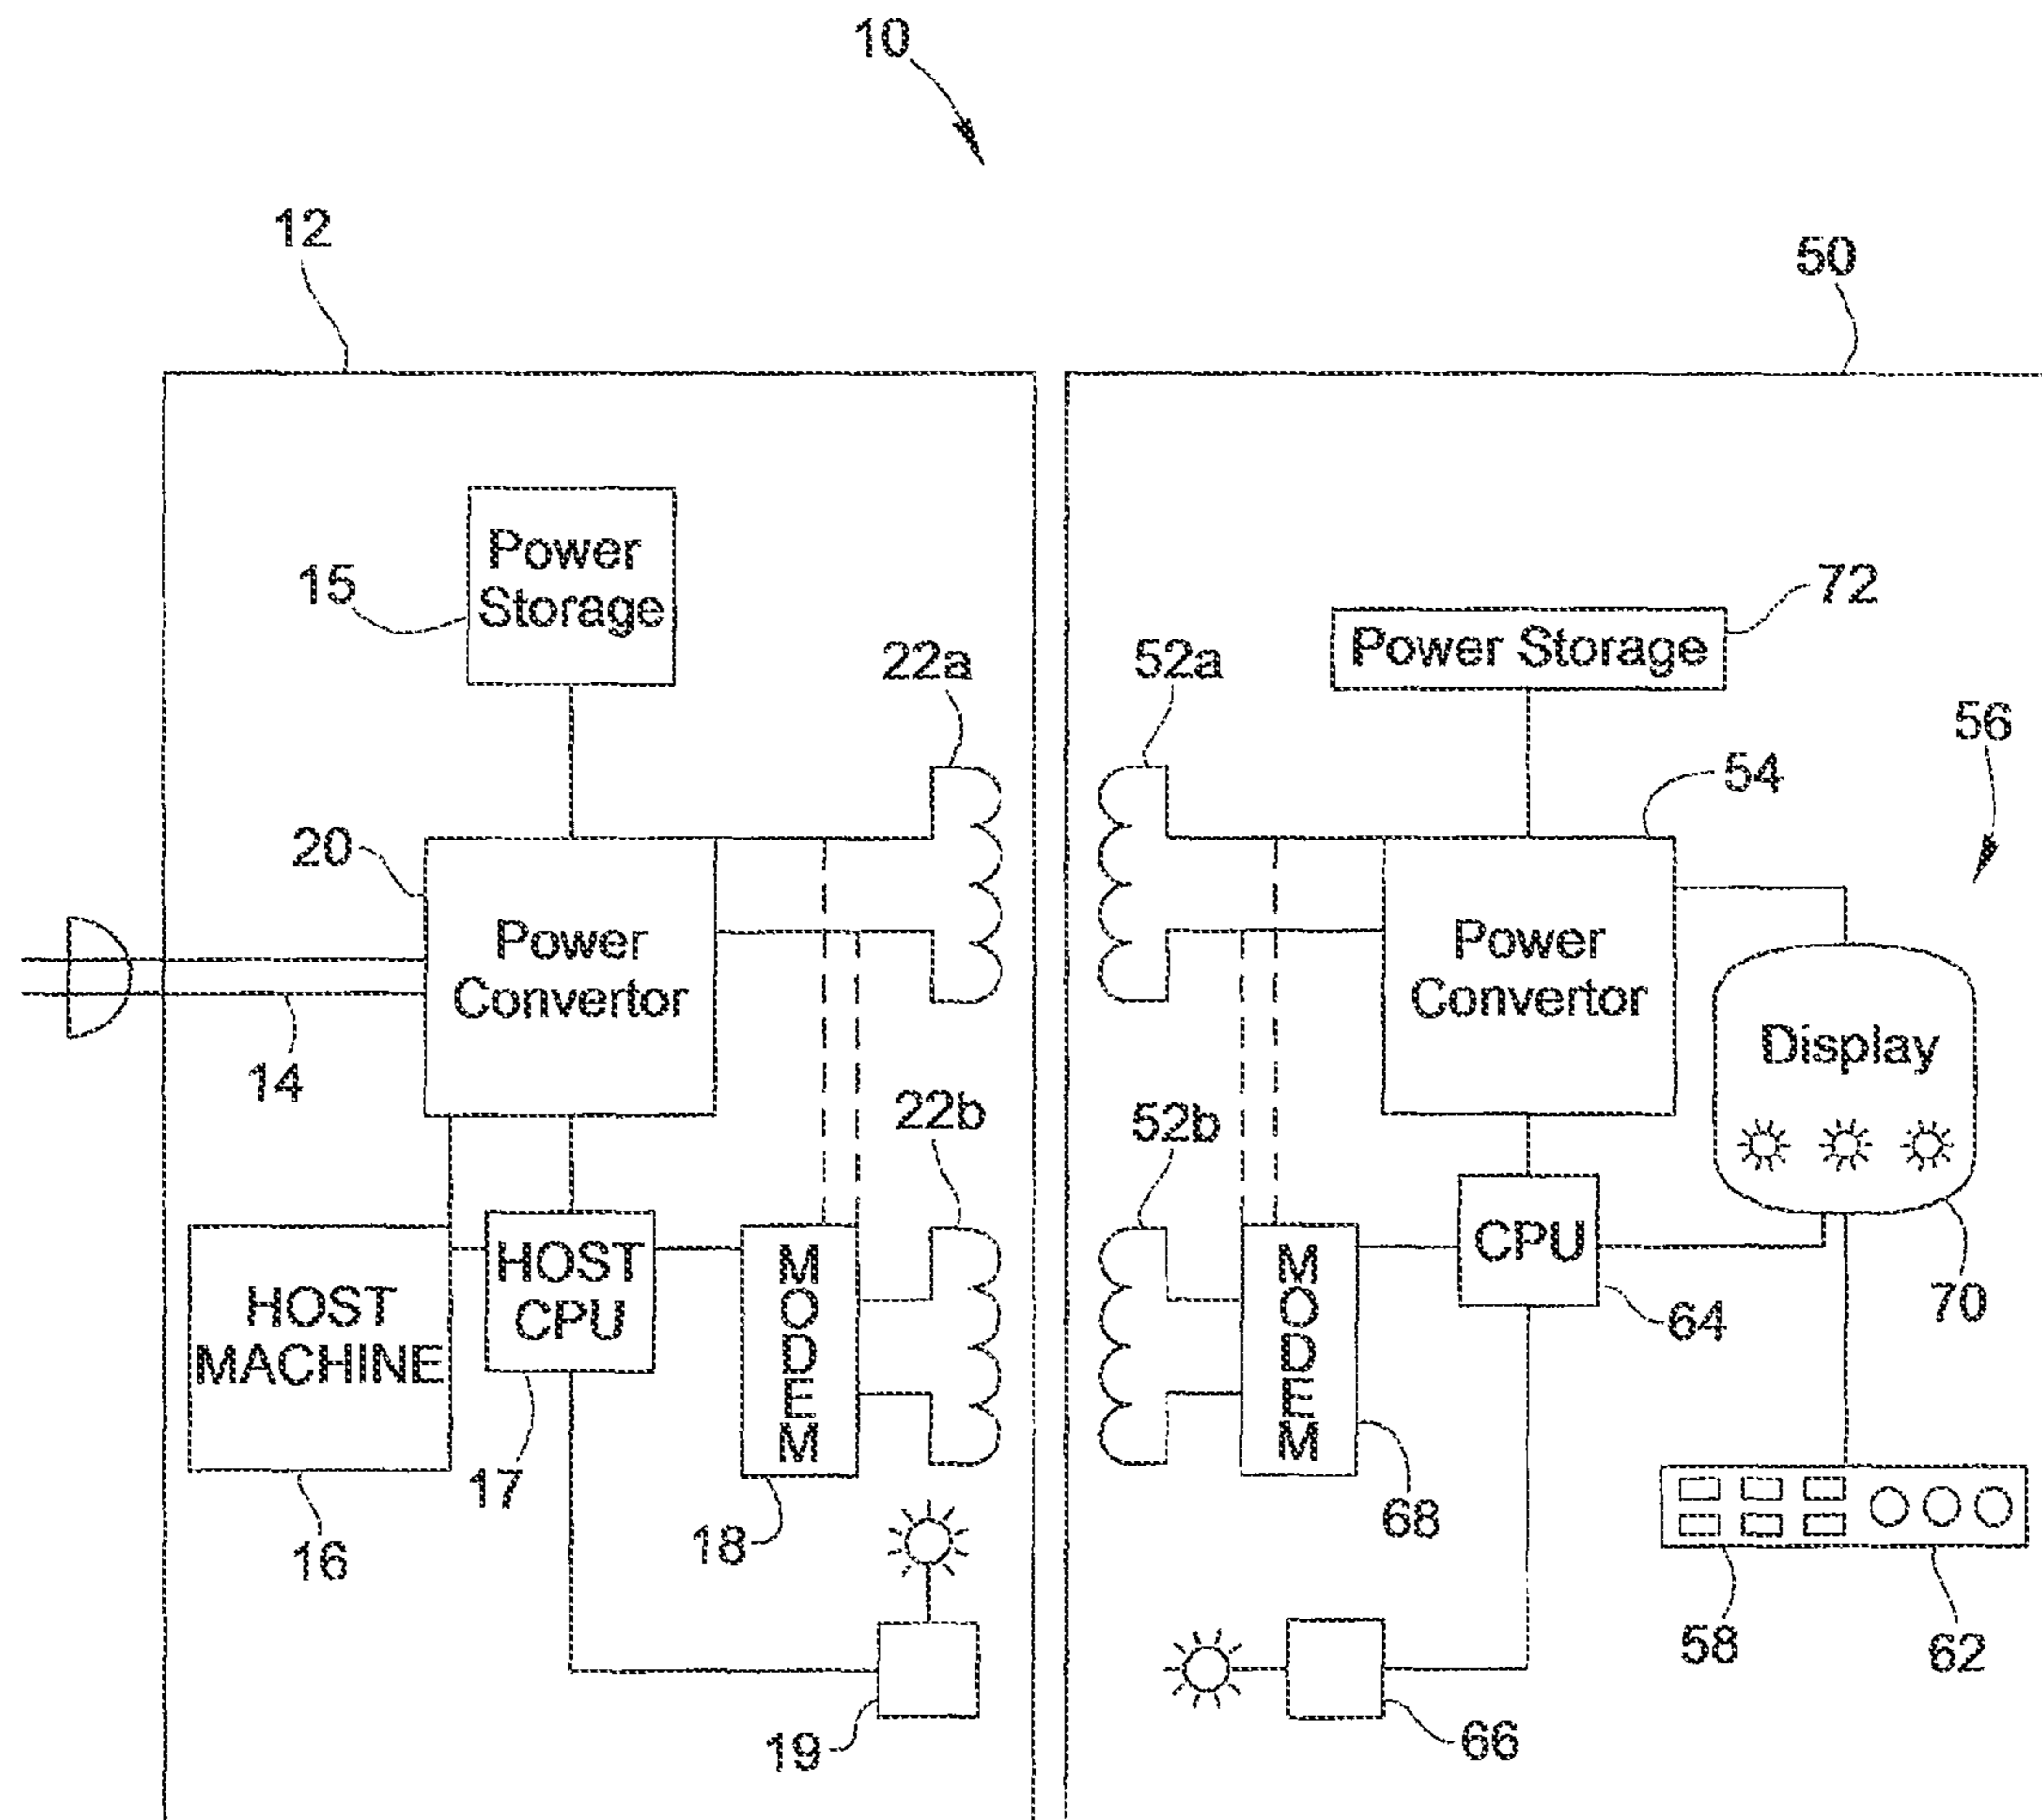 10
12
50
Power
Storage
15
72
Power Storage
22a
52a
56
54
20
Power
Convertor
Power
Convertor
Display
14
22b
52b
HOST
MACHINE
HOST
CPU
MODEM
MODEM
CPU
64
70
16
17
18
68
58
62
19
66